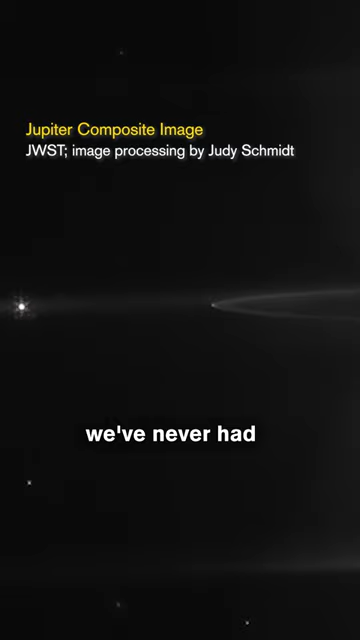 Jupiter Composite Image
JWST; image processing by Judy Schmidt
we've never had